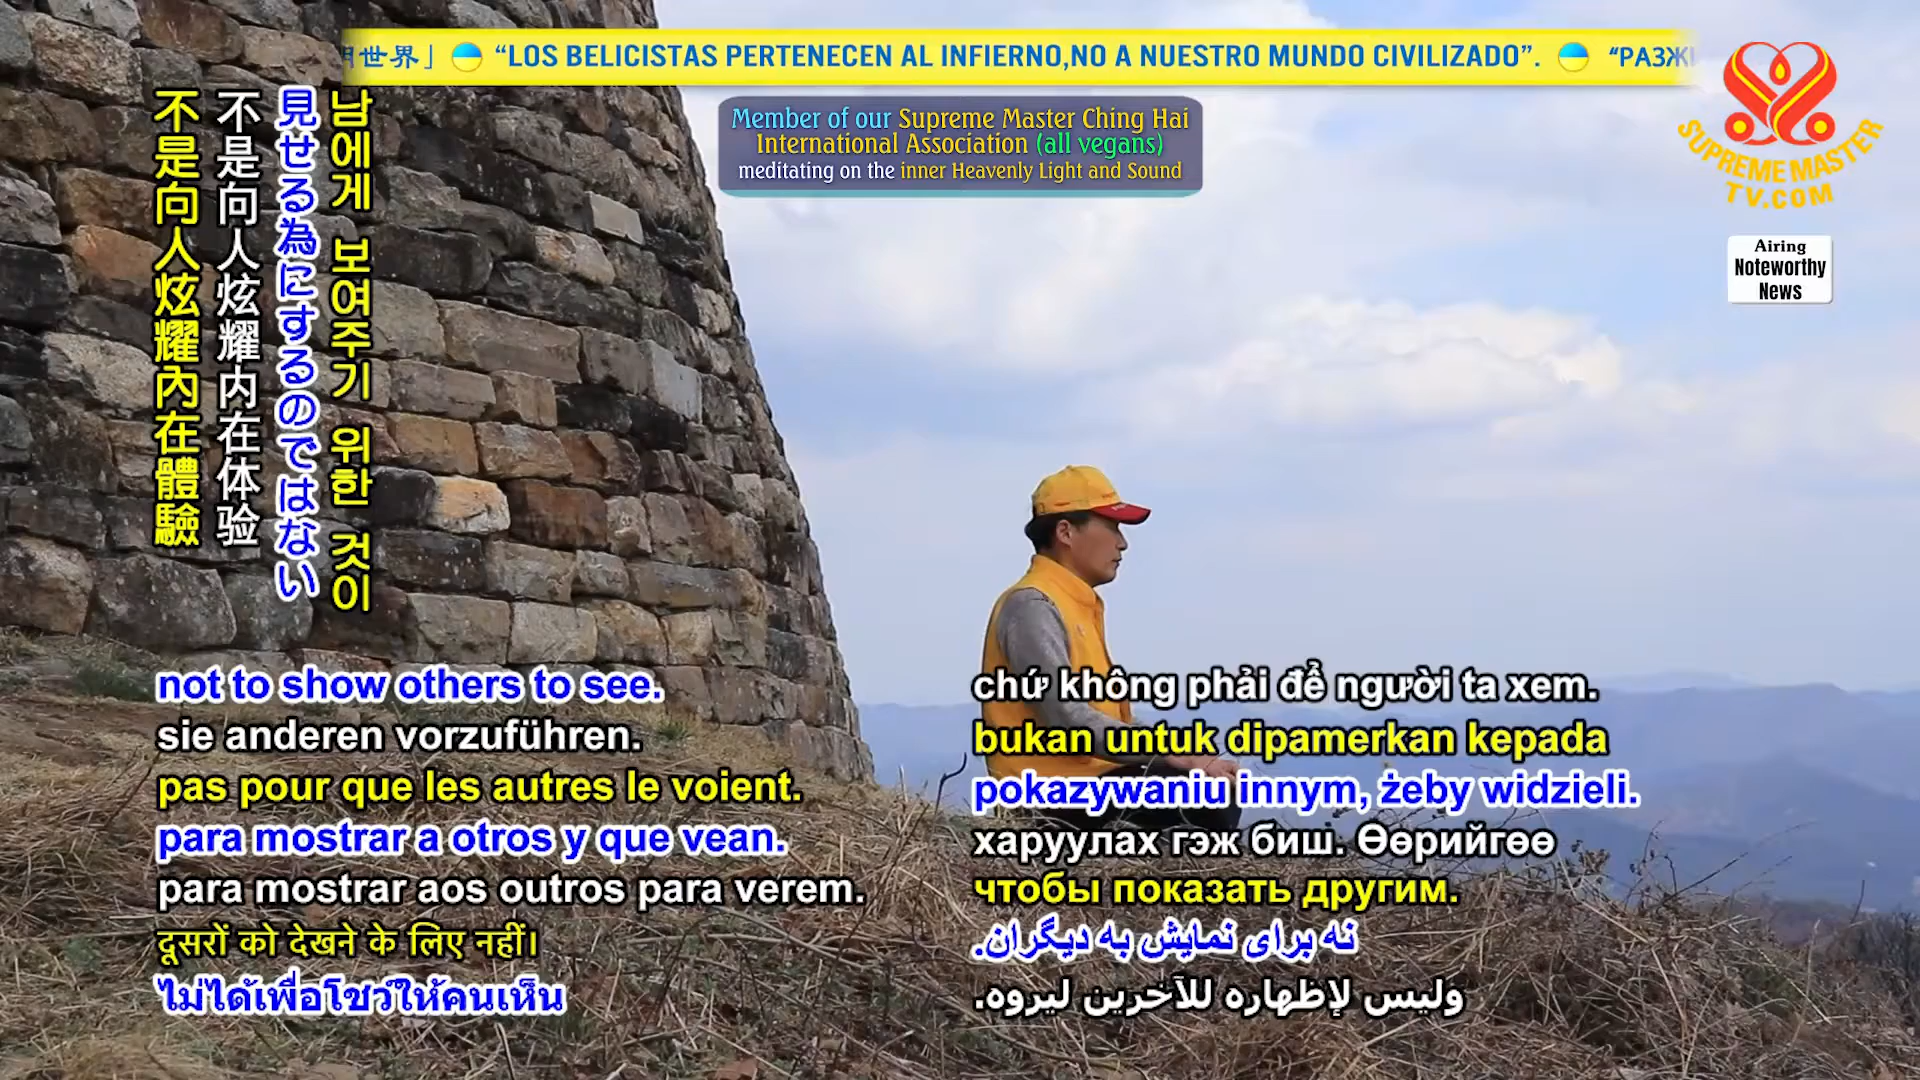 世界」 “LOS BELICISTAS PERTENECEN AL INFIERNO,NO A NUESTRO MUNDO CIVILIZADO”. “РАЗЖ
Member of our Supreme Master Ching Hai
International Association (all vegans)
meditating on the inner Heavenly Light and Sound
SUPREME MASTER
TV.COM
Airing
Noteworthy
News
남에게 보여주기 위한 것이
見せる為にするのではない
不是向人炫耀内在体验
不是向人炫耀內在體驗
not to show others to see.
sie anderen vorzuführen.
pas pour que les autres le voient.
para mostrar a otros y que vean.
para mostrar aos outros para verem.
दूसरों को देखने के लिए नहीं।
ไม่ได้เพื่อโชว์ให้คนเห็น
chứ không phải để người ta xem.
bukan untuk dipamerkan kepada
pokazywaniu innym, żeby widzieli.
харуулах гэж биш. Өөрийгөө
чтобы показать другим.
نه برای نمایش به دیگران.
وليس لإظهاره للآخرين ليروه.